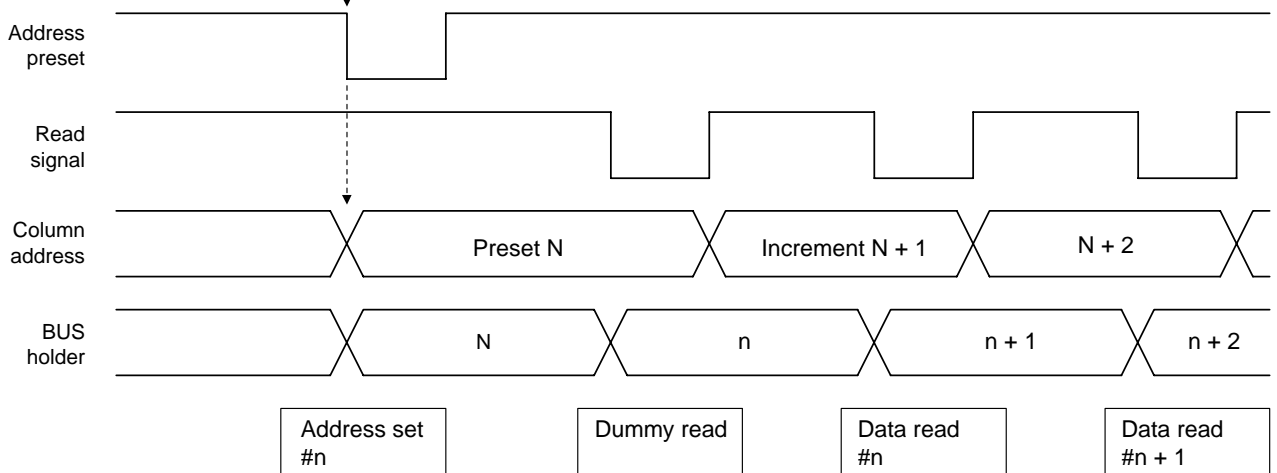 Address
preset
Read
signal
Column
address
Preset N
Increment N + 1
N + 2
BUS
holder
N
n
n + 1
n + 2
Address set
#n
Dummy read
Data read
#n
Data read
#n + 1